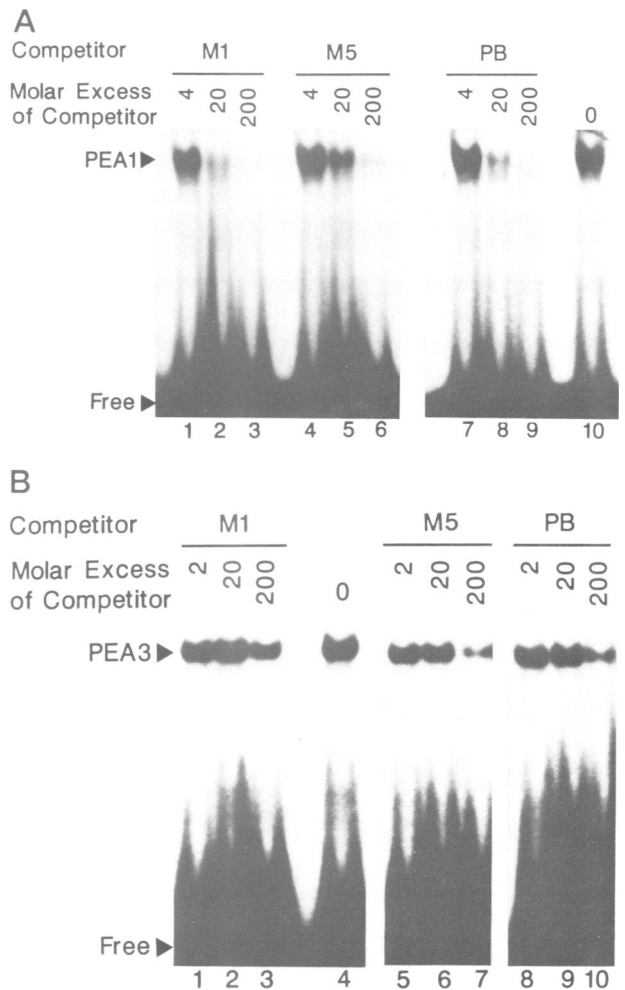 A
Competitor M1 M5 PB
Molar Excess of Competitor 4 20 200 4 20 200 4 20 200 0
PEA1
Free
1 2 3 4 5 6 7 8 9 10
B
Competitor M1 M5 PB
Molar Excess of Competitor 2 20 200 0 2 20 200 2 20 200
PEA3
Free
1 2 3 4 5 6 7 8 9 10